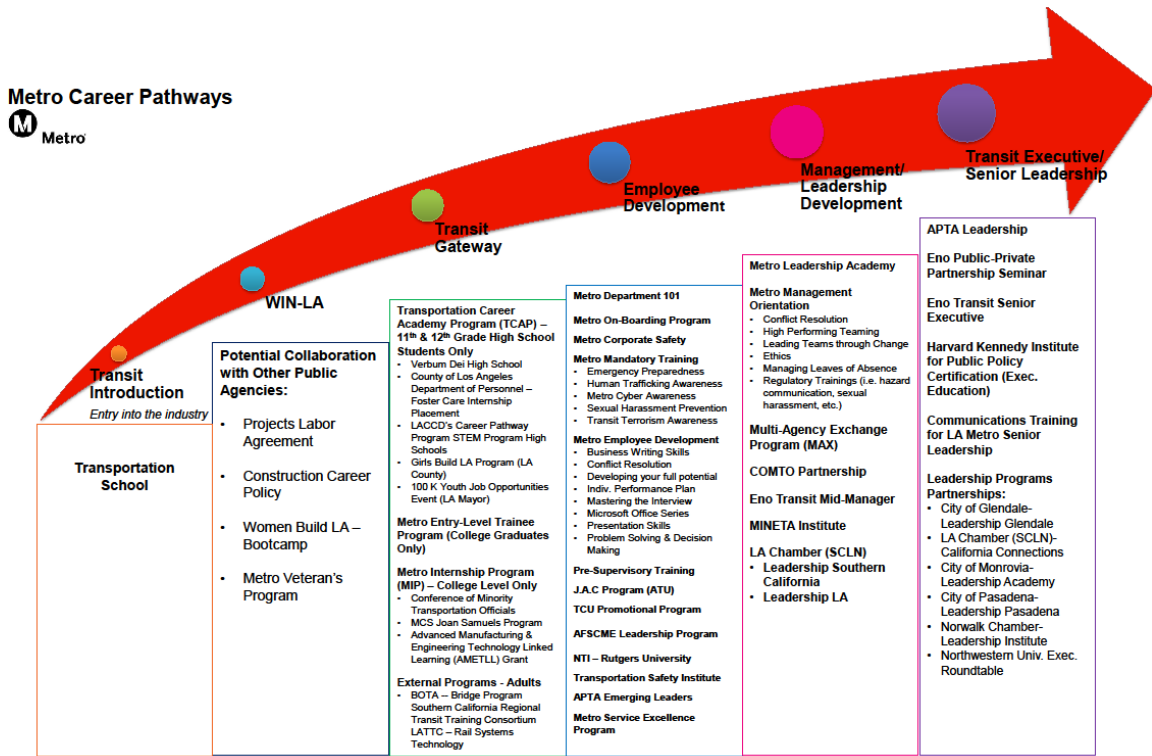 Metro Career Pathways
M Metro
Transit
Introduction
Entry into the industry
WIN-LA
Transit
Gateway
Employee
Development
Management/
Leadership
Development
Transit Executive/
Senior Leadership
Transportation
School
Potential Collaboration
with Other Public
Agencies:
• Projects Labor
Agreement
• Construction Career
Policy
• Women Build LA –
Bootcamp
• Metro Veteran's
Program
Transportation Career
Academy Program (TCAP) –
11th & 12th Grade High School
Students Only
• Verbum Dei High School
• County of Los Angeles
Department of Personnel –
Foster Care Internship
Placement
• LACCD's Career Pathway
Program STEM Program High
Schools
• Girls Build LA Program (LA
County)
• 100 K Youth Job Opportunities
Event (LA Mayor)
Metro Entry-Level Trainee
Program (College Graduates
Only)
Metro Internship Program
(MIP) – College Level Only
• Conference of Minority
Transportation Officials
• MCS Joan Samuels Program
• Advanced Manufacturing &
Engineering Technology Linked
Learning (AMETLL) Grant
External Programs - Adults
• BOTA – Bridge Program
Southern California Regional
Transit Training Consortium
LATTC – Rail Systems
Technology
Metro Department 101
Metro On-Boarding Program
Metro Corporate Safety
Metro Mandatory Training
• Emergency Preparedness
• Human Trafficking Awareness
• Metro Cyber Awareness
• Sexual Harassment Prevention
• Transit Terrorism Awareness
Metro Employee Development
• Business Writing Skills
• Conflict Resolution
• Developing your full potential
• Indiv. Performance Plan
• Mastering the Interview
• Microsoft Office Series
• Presentation Skills
• Problem Solving & Decision
Making
Pre-Supervisory Training
J.A.C Program (ATU)
TCU Promotional Program
AFSCME Leadership Program
NTI – Rutgers University
Transportation Safety Institute
APTA Emerging Leaders
Metro Service Excellence
Program
Metro Leadership Academy
Metro Management
Orientation
• Conflict Resolution
• High Performing Teaming
• Leading Teams through Change
• Ethics
• Managing Leaves of Absence
• Regulatory Trainings (i.e. hazard
communication, sexual
harassment, etc.)
Multi-Agency Exchange
Program (MAX)
COMTO Partnership
Eno Transit Mid-Manager
MINETA Institute
LA Chamber (SCLN)
• Leadership Southern
California
• Leadership LA
APTA Leadership
Eno Public-Private
Partnership Seminar
Eno Transit Senior
Executive
Harvard Kennedy Institute
for Public Policy
Certification (Exec.
Education)
Communications Training
for LA Metro Senior
Leadership
Leadership Programs
Partnerships:
• City of Glendale-
Leadership Glendale
• LA Chamber (SCLN)-
California Connections
• City of Monrovia-
Leadership Academy
• City of Pasadena-
Leadership Pasadena
• Norwalk Chamber-
Leadership Institute
• Northwestern Univ. Exec.
Roundtable